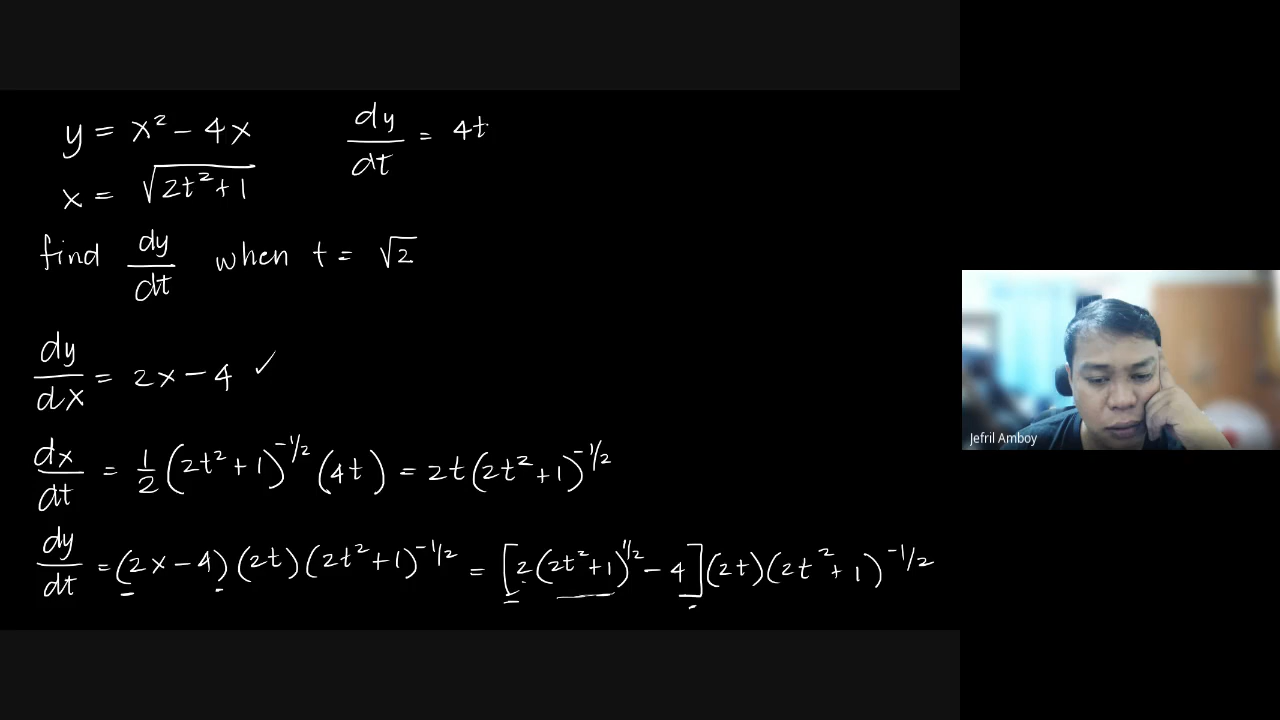 y = x² − 4x
dy/dt = 4t
x = √(2t² + 1)
find dy/dt when t = √2
dy/dx = 2x − 4 ✓
dx/dt = 1/2 (2t² + 1)^(−1/2) (4t) = 2t(2t² + 1)^(−1/2)
dy/dt = (2x − 4)(2t)(2t² + 1)^(−1/2) = [2(2t² + 1)^(1/2) − 4](2t)(2t² + 1)^(−1/2)
Jefril Amboy